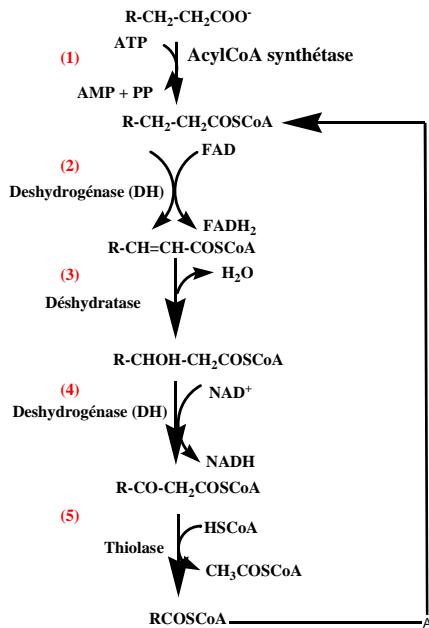 R-CH₂-CH₂COO⁻
ATP
(1)
AcylCoA synthétase
AMP + PP
R-CH₂-CH₂COSCoA
(2)
FAD
Deshydrogénase (DH)
FADH₂
R-CH=CH-COSCoA
(3)
H₂O
Déshydratase
R-CHOH-CH₂COSCoA
(4)
NAD⁺
Deshydrogénase (DH)
NADH
R-CO-CH₂COSCoA
(5)
HSCoA
Thiolase
CH₃COSCoA
RCOSCoA
A